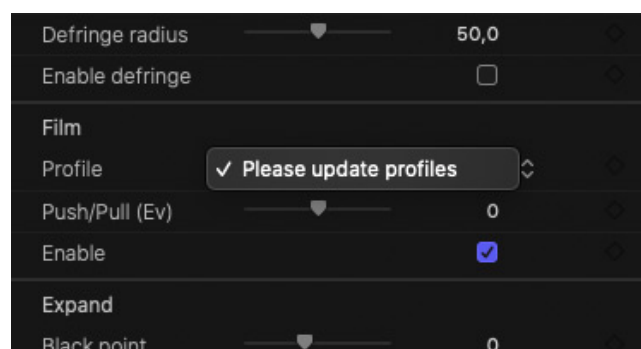 Defringe radius 50,0
Enable defringe
Film
Profile ✓ Please update profiles
Push/Pull (Ev) 0
Enable
Expand
Black point 0